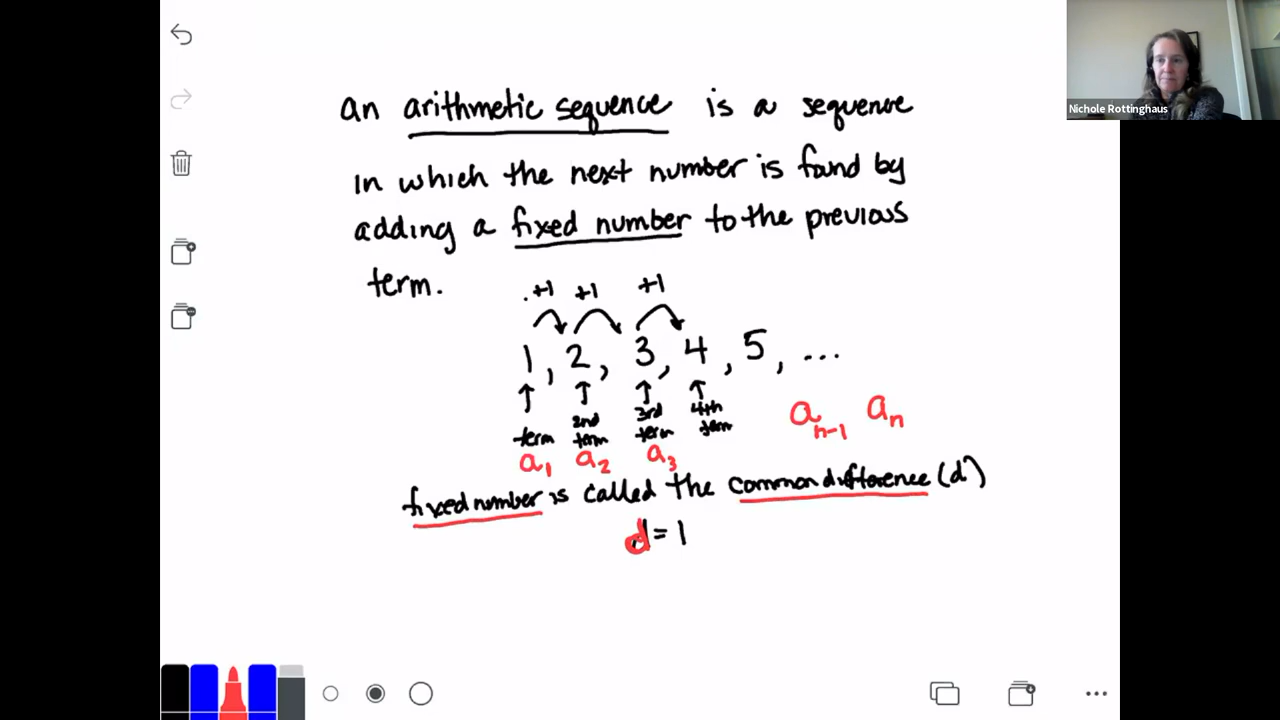 an arithmetic sequence is a sequence
Nichole Rottinghaus
in which the next number is found by
adding a fixed number to the previous
term.
+1 +1 +1
1, 2, 3, 4, 5, ...
term 2nd term 3rd term 4th term
a1 a2 a3 an-1 an
fixed number is called the common difference (d)
d = 1